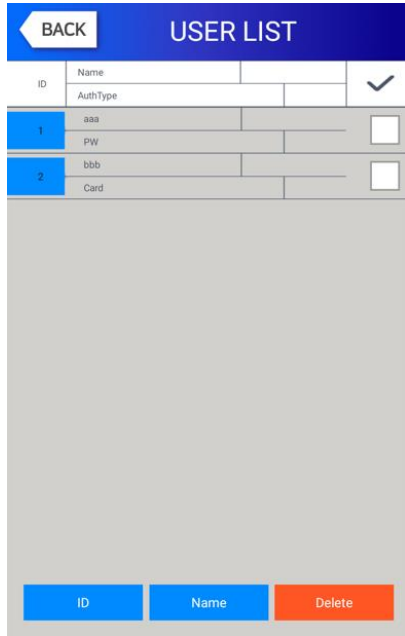 BACK USER LIST
ID
Name
AuthType
1
aaa
PW
2
bbb
Card
ID Name Delete